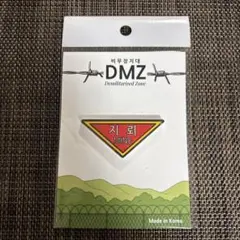 비무장지대
DMZ
Demilitarized Zone
지뢰
Made in Korea